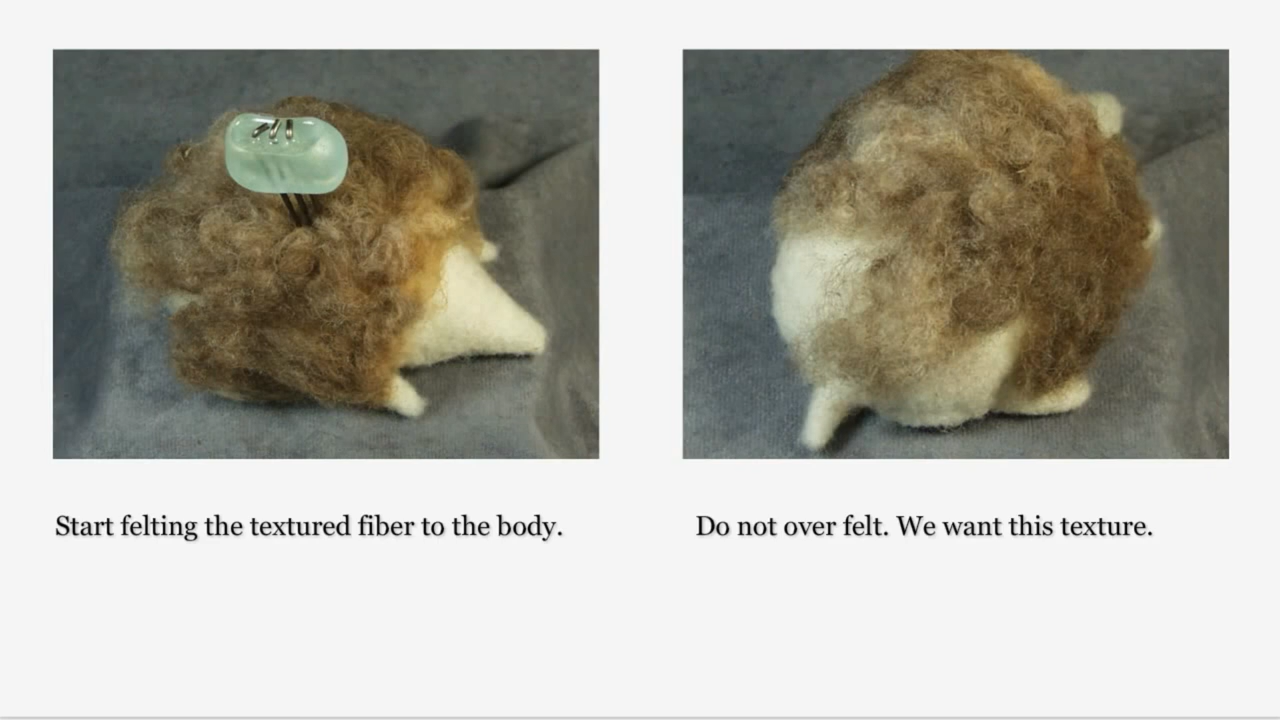 Start felting the textured fiber to the body.
Do not over felt. We want this texture.